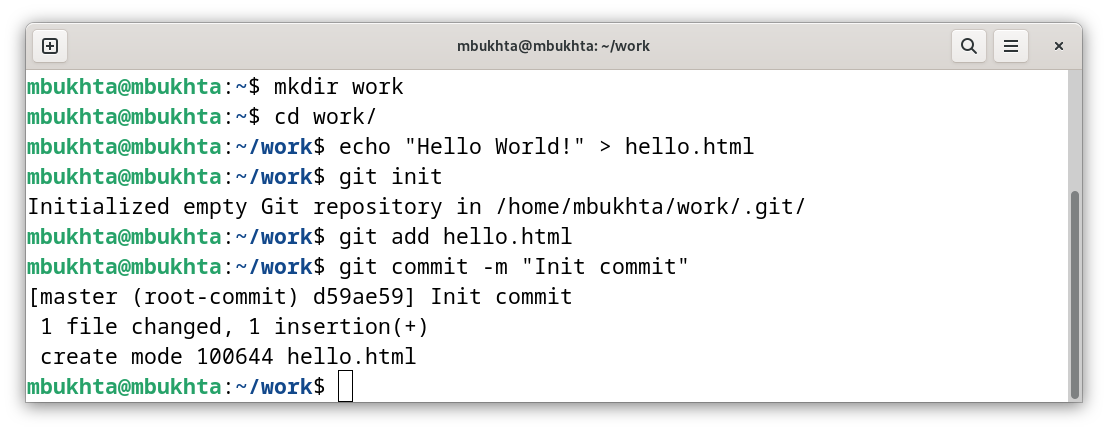 mbukhta@mbukhta: ~/work
mbukhta@mbukhta:~$ mkdir work
mbukhta@mbukhta:~$ cd work/
mbukhta@mbukhta:~/work$ echo "Hello World!" > hello.html
mbukhta@mbukhta:~/work$ git init
Initialized empty Git repository in /home/mbukhta/work/.git/
mbukhta@mbukhta:~/work$ git add hello.html
mbukhta@mbukhta:~/work$ git commit -m "Init commit"
[master (root-commit) d59ae59] Init commit
 1 file changed, 1 insertion(+)
 create mode 100644 hello.html
mbukhta@mbukhta:~/work$